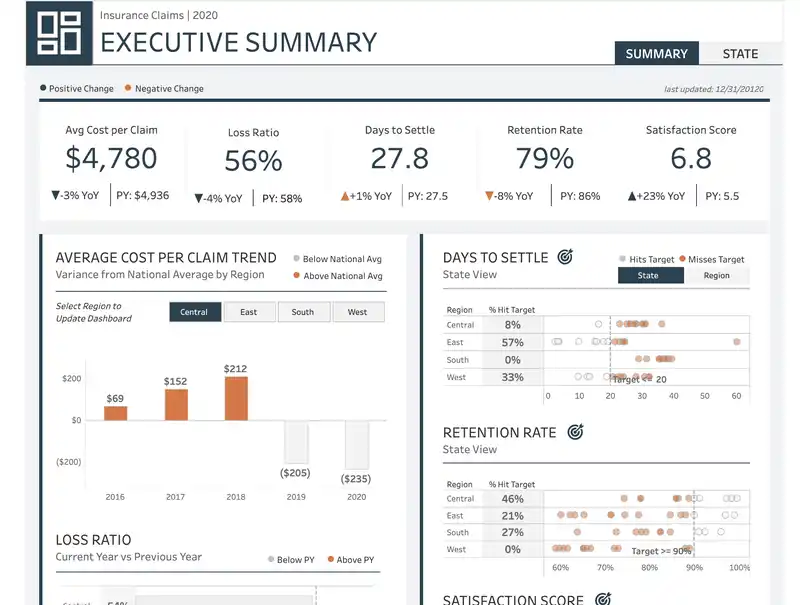 Insurance Claims | 2020
EXECUTIVE SUMMARY
SUMMARY STATE
Positive Change Negative Change
last updated: 12/31/20120
Avg Cost per Claim
$4,780
▼-3% YoY PY: $4,936
Loss Ratio
56%
▼-4% YoY PY: 58%
Days to Settle
27.8
▲+1% YoY PY: 27.5
Retention Rate
79%
▼-8% YoY PY: 86%
Satisfaction Score
6.8
▲+23% YoY PY: 5.5
AVERAGE COST PER CLAIM TREND
Variance from National Average by Region
Below National Avg
Above National Avg
Select Region to
Update Dashboard
Central East South West
$200
$0
($200)
$69
$152
$212
($205)
($235)
2016 2017 2018 2019 2020
LOSS RATIO
Current Year vs Previous Year
Below PY Above PY
Central
54%
DAYS TO SETTLE
State View
Hits Target Misses Target
State Region
Region % Hit Target
Central 8%
East 57%
South 0%
West 33%
Target <= 20
0 10 20 30 40 50 60
RETENTION RATE
State View
Region % Hit Target
Central 46%
East 21%
South 27%
West 0%
Target >= 90%
60% 70% 80% 90% 100%
SATISFACTION SCORE